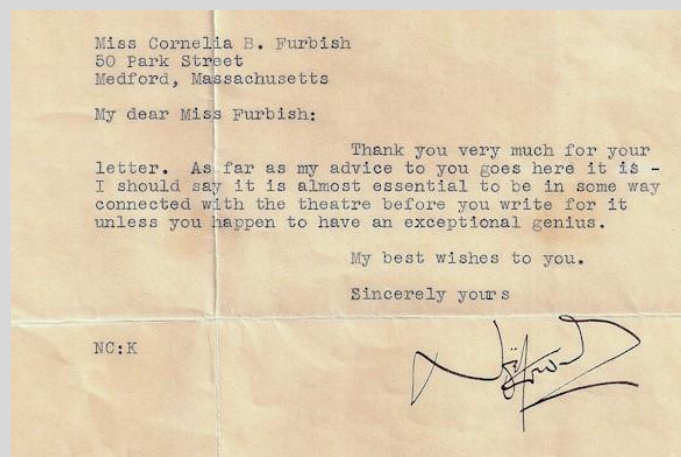 Miss Cornelia B. Furbish
50 Park Street
Medford, Massachusetts
My dear Miss Furbish:
Thank you very much for your
letter. As far as my advice to you goes here it is -
I should say it is almost essential to be in some way
connected with the theatre before you write for it
unless you happen to have an exceptional genius.
My best wishes to you.
Sincerely yours
NC:K